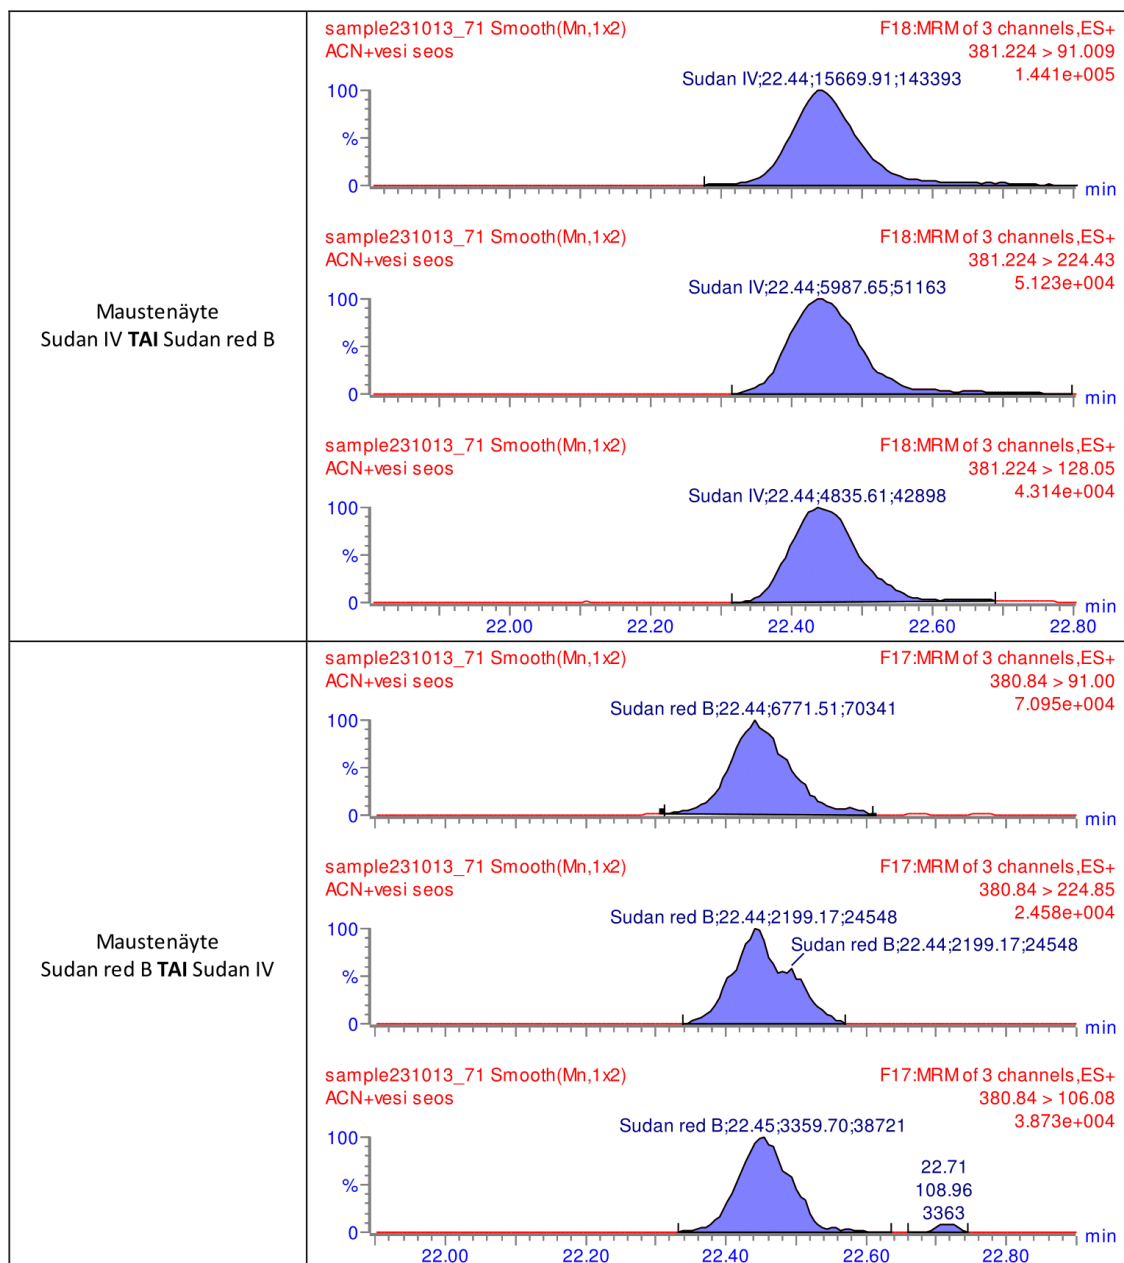 Maustenäyte
Sudan IV TAI Sudan red B
sample231013_71 Smooth(Mn,1x2)
F18:MRM of 3 channels,ES+
ACN+vesi seos
381.224 > 91.009
1.441e+005
Sudan IV;22.44;15669.91;143393
100
%
0
min
sample231013_71 Smooth(Mn,1x2)
F18:MRM of 3 channels,ES+
ACN+vesi seos
381.224 > 224.43
5.123e+004
Sudan IV;22.44;5987.65;51163
100
%
0
min
sample231013_71 Smooth(Mn,1x2)
F18:MRM of 3 channels,ES+
ACN+vesi seos
381.224 > 128.05
4.314e+004
Sudan IV;22.44;4835.61;42898
100
%
0
min
22.00 22.20 22.40 22.60 22.80
Maustenäyte
Sudan red B TAI Sudan IV
sample231013_71 Smooth(Mn,1x2)
F17:MRM of 3 channels,ES+
ACN+vesi seos
380.84 > 91.00
7.095e+004
Sudan red B;22.44;6771.51;70341
100
%
0
min
sample231013_71 Smooth(Mn,1x2)
F17:MRM of 3 channels,ES+
ACN+vesi seos
380.84 > 224.85
2.458e+004
Sudan red B;22.44;2199.17;24548
Sudan red B;22.44;2199.17;24548
100
%
0
min
sample231013_71 Smooth(Mn,1x2)
F17:MRM of 3 channels,ES+
ACN+vesi seos
380.84 > 106.08
3.873e+004
Sudan red B;22.45;3359.70;38721
22.71
108.96
3363
100
%
0
min
22.00 22.20 22.40 22.60 22.80